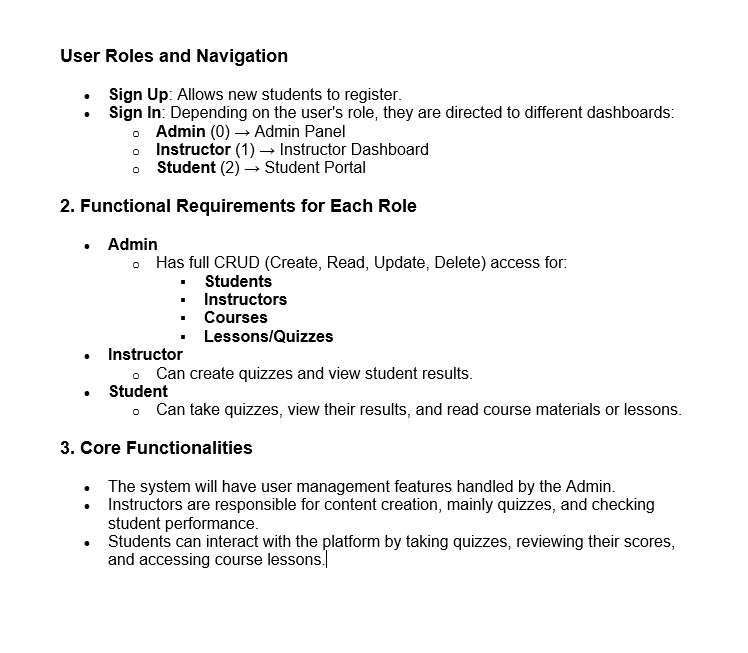 User Roles and Navigation
• Sign Up: Allows new students to register.
• Sign In: Depending on the user's role, they are directed to different dashboards:
o Admin (0) → Admin Panel
o Instructor (1) → Instructor Dashboard
o Student (2) → Student Portal
2. Functional Requirements for Each Role
• Admin
o Has full CRUD (Create, Read, Update, Delete) access for:
▪ Students
▪ Instructors
▪ Courses
▪ Lessons/Quizzes
• Instructor
o Can create quizzes and view student results.
• Student
o Can take quizzes, view their results, and read course materials or lessons.
3. Core Functionalities
• The system will have user management features handled by the Admin.
• Instructors are responsible for content creation, mainly quizzes, and checking
student performance.
• Students can interact with the platform by taking quizzes, reviewing their scores,
and accessing course lessons.